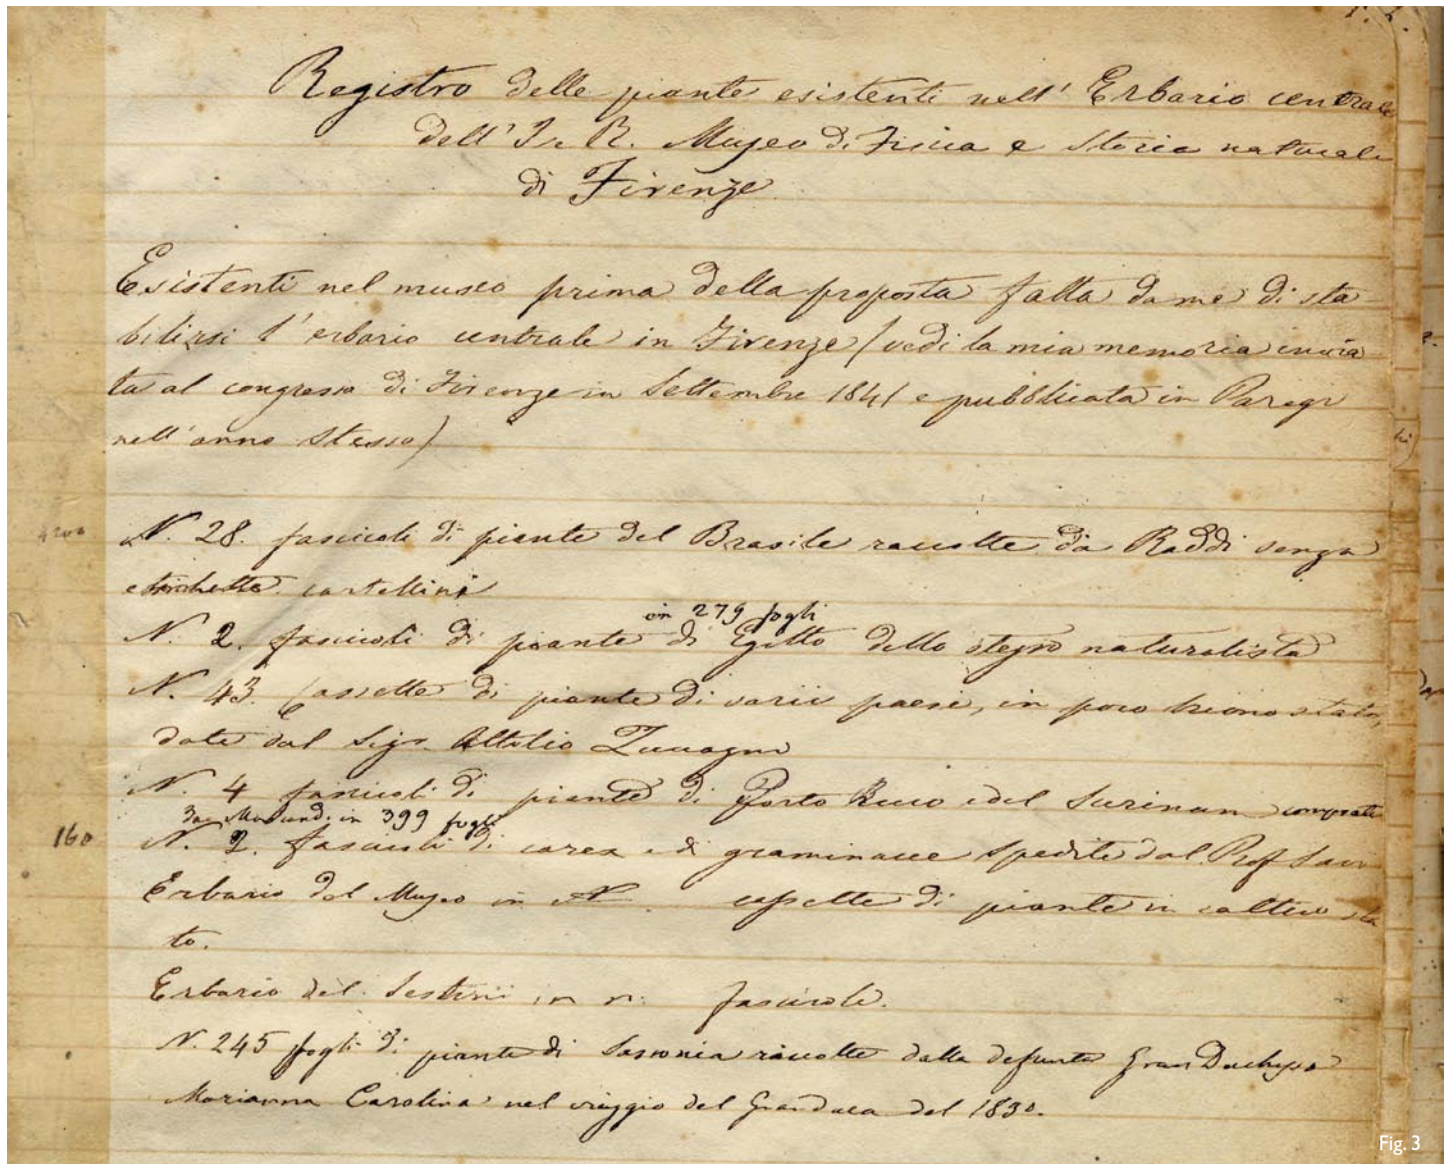 Registro delle piante esistenti nell' Erbario centrale
dell' I. e R. Museo di Fisica e Storia naturale
di Firenze
Esistenti nel museo prima della proposta fatta da me di sta
bilirsi l' erbario centrale in Firenze (vedi la mia memoria invia
ta al congresso di Firenze in Settembre 1841 e pubblicata in
nell' anno stesso)
N. 28. fascicoli di piante del Brasile raccolte da Raddi senza
etichette cartellini
in 279 fogli
N. 2. fascicoli di piante di Egitto dello stesso naturalista
N. 43. Cassette di piante di varii paesi, in poco buono stato,
date dal Sigr. Attilio Zuccagni
N. 4 fascicoli di piante di Porto Ricco e del Surinam comprati
da in 399 fogli
160
N. 2. fascicoli di carex e di graminacee spedite dal Prof Savi
Erbario del Museo in N cassette di piante in cattivo sta
to.
Erbario del Sestini in n. fascicoli.
N. 245 fogli di piante di Sassonia raccolte dalla defunta Gran Duchessa
Marianna Carolina nel viaggio del Granduca del 1830.
Fig. 3